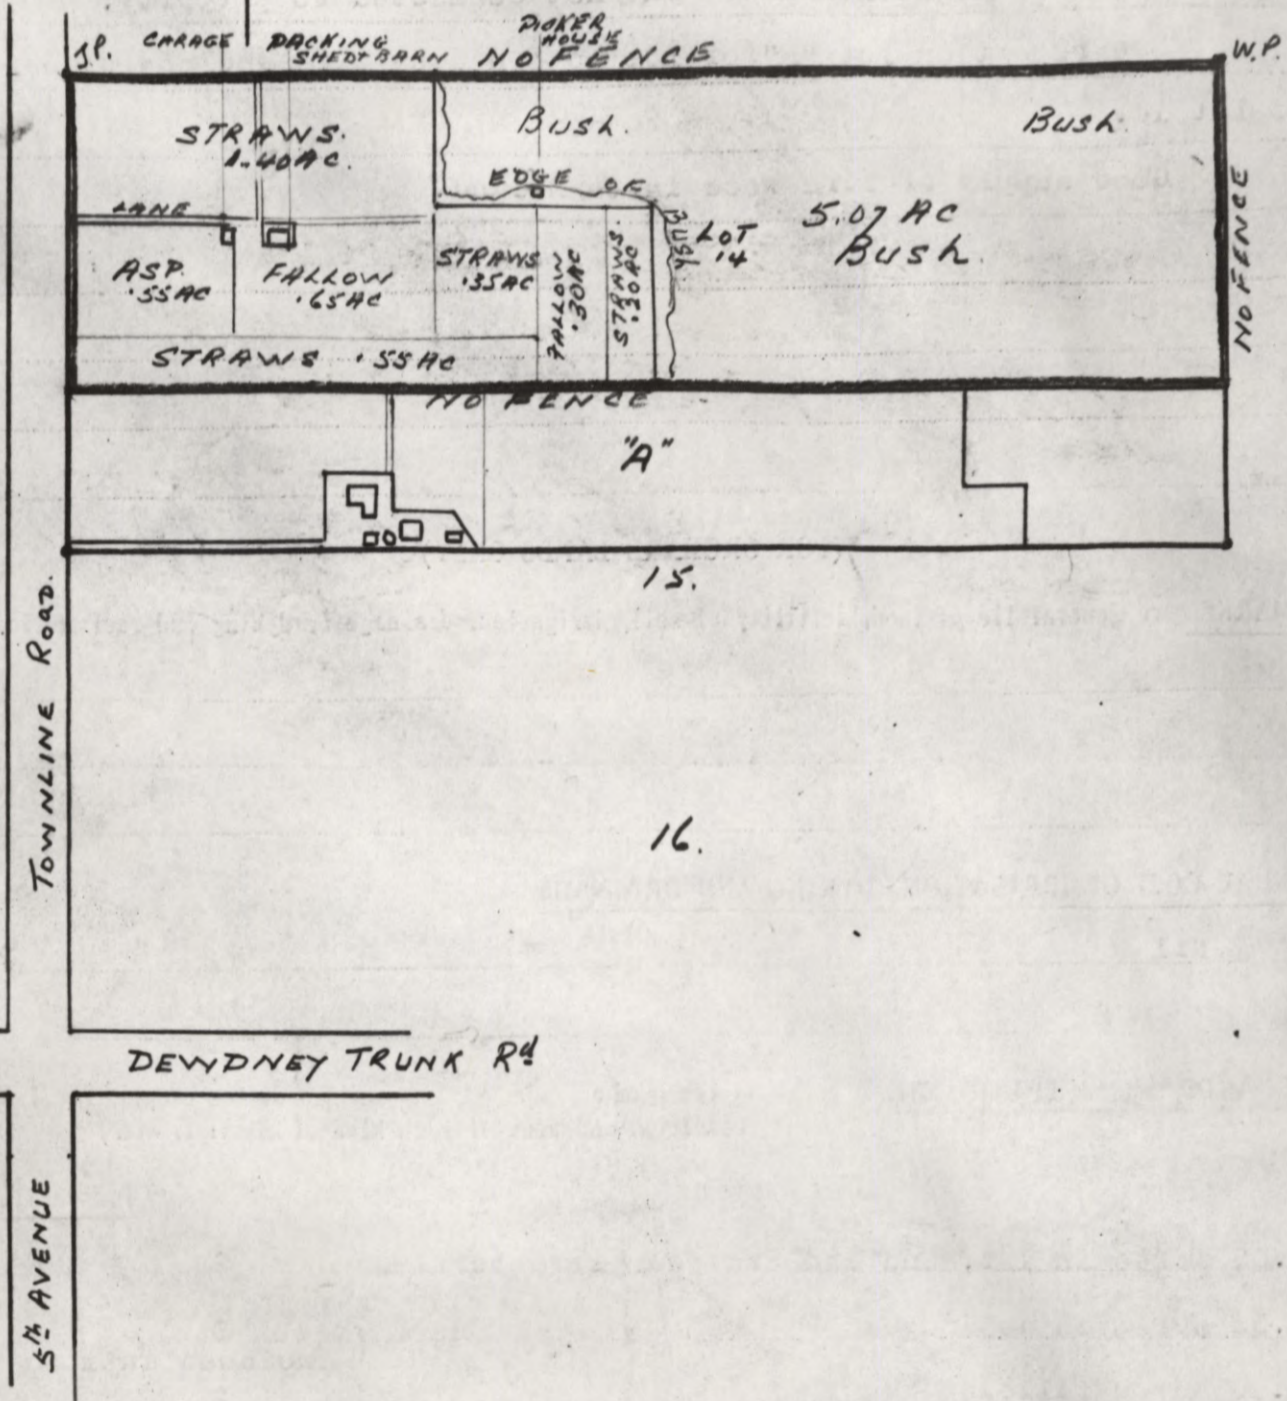 I.P.
GARAGE
PACKING
SHED & BARN
PICKER
HOUSE
NO FENCE
W.P.
STRAWS.
1.40 AC.
BUSH.
BUSH
EDGE OF
BUSH
LANE
ASP.
.55 AC
FALLOW
.65 AC
STRAWS
.35 AC
FALLOW
.30 AC
STRAWS.
.20 AC
LOT
14
5.07 AC
BUSH.
NO FENCE
STRAWS .55 AC
NO FENCE
"A"
15.
TOWNLINE ROAD.
16.
DEWDNEY TRUNK Rd
5th AVENUE